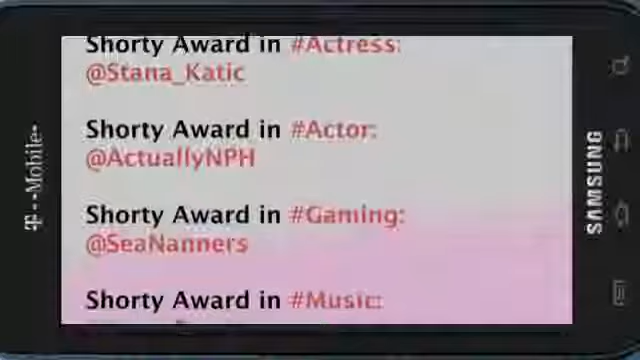 Shorty Award in #Actress:
@Stana_Katic
Shorty Award in #Actor:
@ActuallyNPH
Shorty Award in #Gaming:
@SeaNanners
Shorty Award in #Music:
T··Mobile•
SAMSUNG